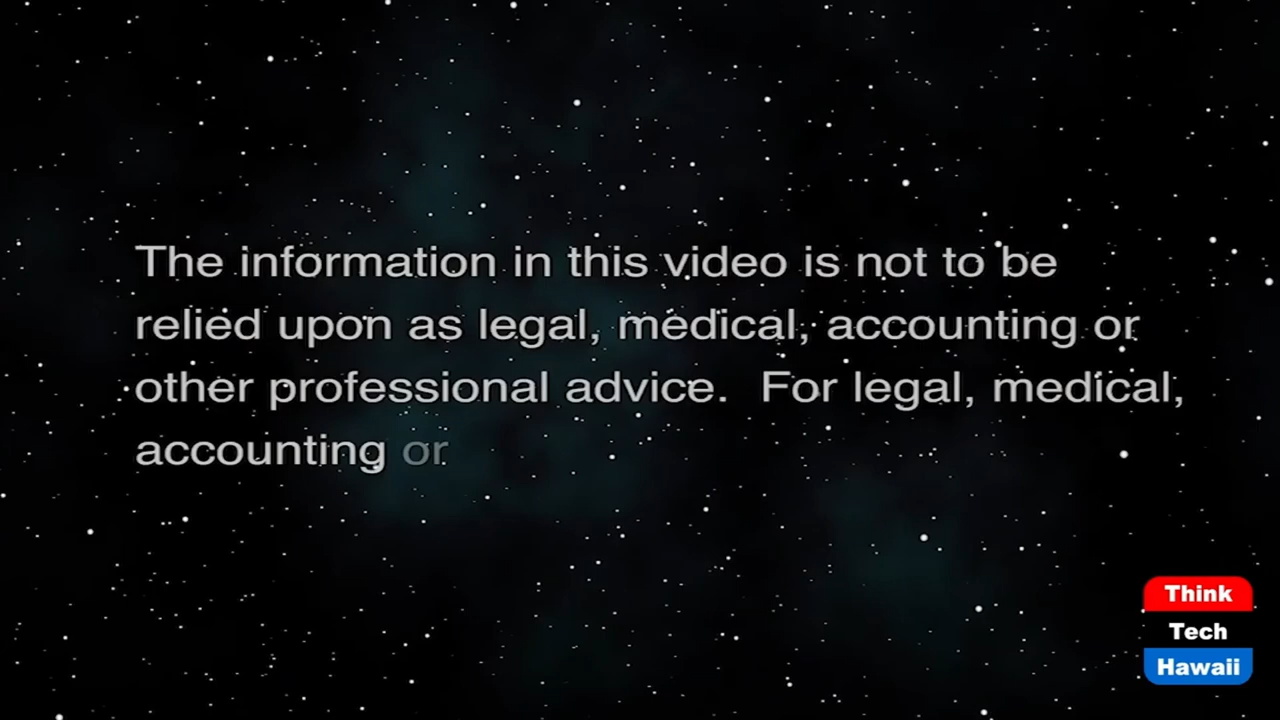 The information in this video is not to be
relied upon as legal, medical, accounting or
other professional advice.  For legal, medical,
accounting or
Think
Tech
Hawaii